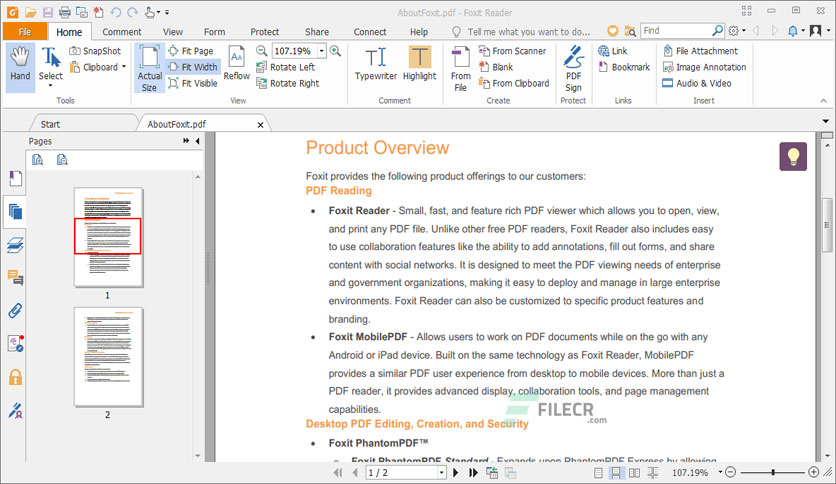 AboutFoxit.pdf - Foxit Reader
File Home Comment View Form Protect Share Connect Help Tell me what you want to do... Find
Hand
Select
SnapShot
Clipboard
Tools
Actual Size
Fit Page
Fit Width
Fit Visible
Reflow
107.19%
Rotate Left
Rotate Right
View
Typewriter
Highlight
Comment
From File
From Scanner
Blank
From Clipboard
Create
PDF Sign
Protect
Link
Bookmark
Links
File Attachment
Image Annotation
Audio & Video
Insert
Start
AboutFoxit.pdf
Pages
1
2
Product Overview
Foxit provides the following product offerings to our customers:
PDF Reading
• Foxit Reader - Small, fast, and feature rich PDF viewer which allows you to open, view,
and print any PDF file. Unlike other free PDF readers, Foxit Reader also includes easy
to use collaboration features like the ability to add annotations, fill out forms, and share
content with social networks. It is designed to meet the PDF viewing needs of enterprise
and government organizations, making it easy to deploy and manage in large enterprise
environments. Foxit Reader can also be customized to specific product features and
branding.
• Foxit MobilePDF - Allows users to work on PDF documents while on the go with any
Android or iPad device. Built on the same technology as Foxit Reader, MobilePDF
provides a similar PDF user experience from desktop to mobile devices. More than just a
PDF reader, it provides advanced display, collaboration tools, and page management
capabilities.
FILECR
.com
Desktop PDF Editing, Creation, and Security
• Foxit PhantomPDF™
Foxit PhantomPDF Standard - Expands upon PhantomPDF Express by allowing
1 / 2
107.19%